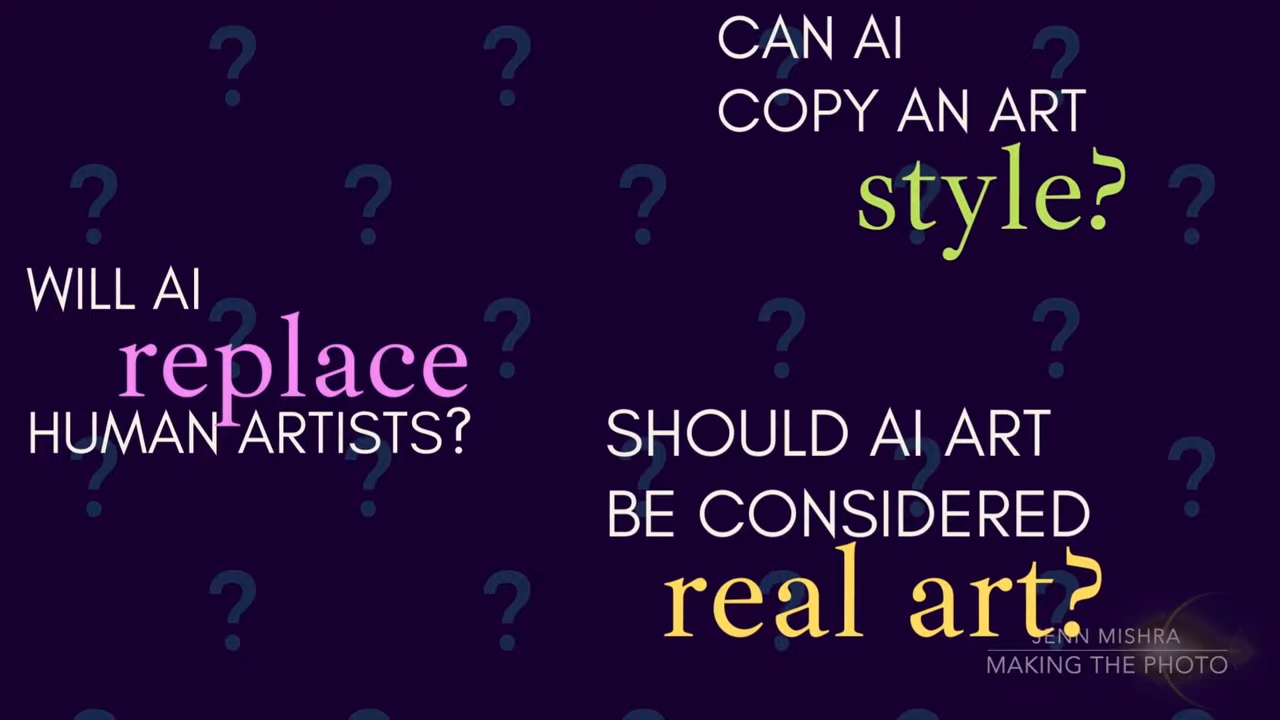 CAN AI
COPY AN ART
style?
WILL AI
replace
HUMAN ARTISTS?
SHOULD AI ART
BE CONSIDERED
real art?
JENN MISHRA
MAKING THE PHOTO